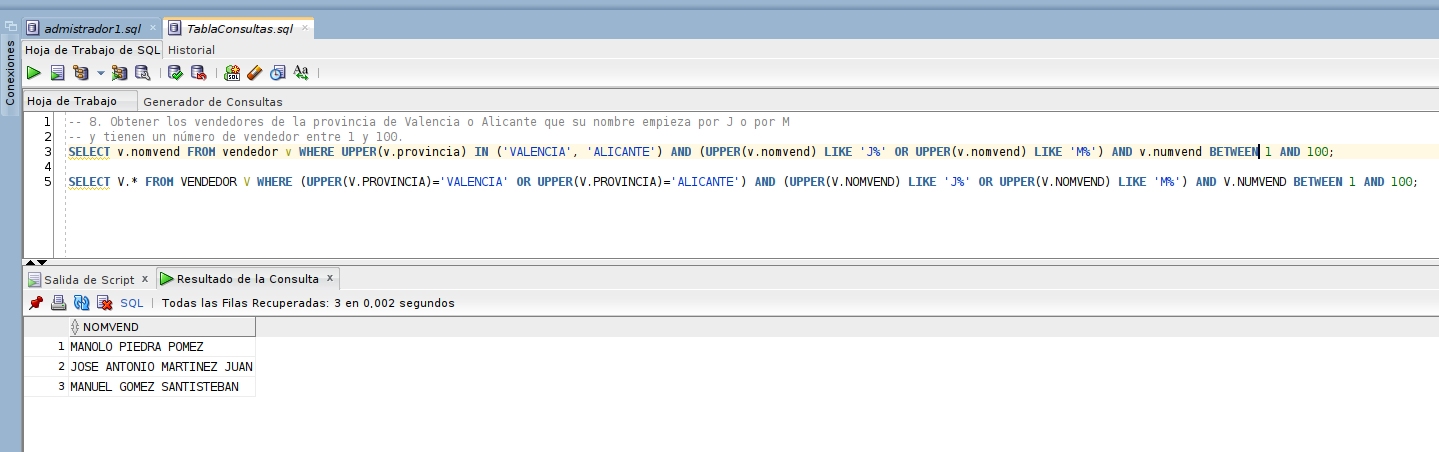 admistrador1.sql × TablaConsultas.sql ×
Conexiones
Hoja de Trabajo de SQL Historial
SQL Aa
Hoja de Trabajo Generador de Consultas
1 -- 8. Obtener los vendedores de la provincia de Valencia o Alicante que su nombre empieza por J o por M
2 -- y tienen un número de vendedor entre 1 y 100.
3 SELECT v.nomvend FROM vendedor v WHERE UPPER(v.provincia) IN ('VALENCIA', 'ALICANTE') AND (UPPER(v.nomvend) LIKE 'J%' OR UPPER(v.nomvend) LIKE 'M%') AND v.numvend BETWEEN 1 AND 100;
4
5 SELECT V.* FROM VENDEDOR V WHERE (UPPER(V.PROVINCIA)='VALENCIA' OR UPPER(V.PROVINCIA)='ALICANTE') AND (UPPER(V.NOMVEND) LIKE 'J%' OR UPPER(V.NOMVEND) LIKE 'M%') AND V.NUMVEND BETWEEN 1 AND 100;
Salida de Script x Resultado de la Consulta x
SQL | Todas las Filas Recuperadas: 3 en 0,002 segundos
NOMVEND
1 MANOLO PIEDRA POMEZ
2 JOSE ANTONIO MARTINEZ JUAN
3 MANUEL GOMEZ SANTISTEBAN